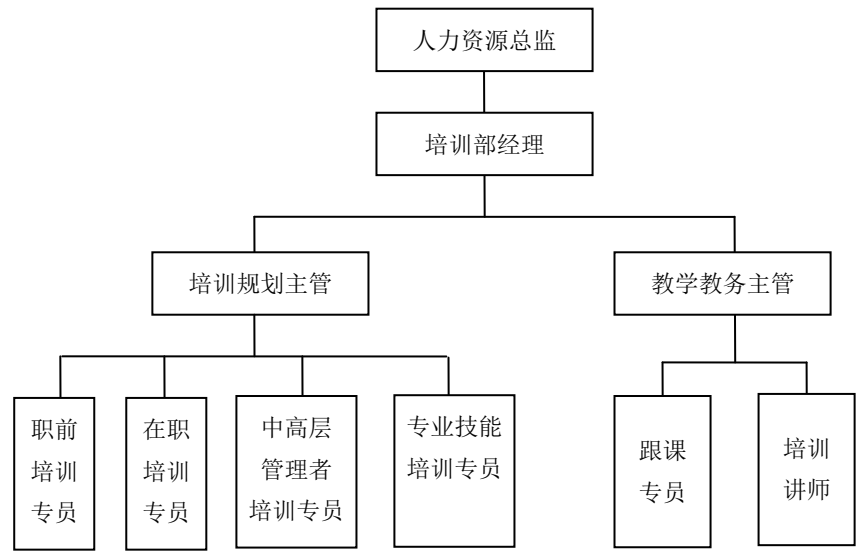 人力资源总监
培训部经理
培训规划主管
教学教务主管
职前
培训
专员
在职
培训
专员
中高层
管理者
培训专员
专业技能
培训专员
跟课
专员
培训
讲师